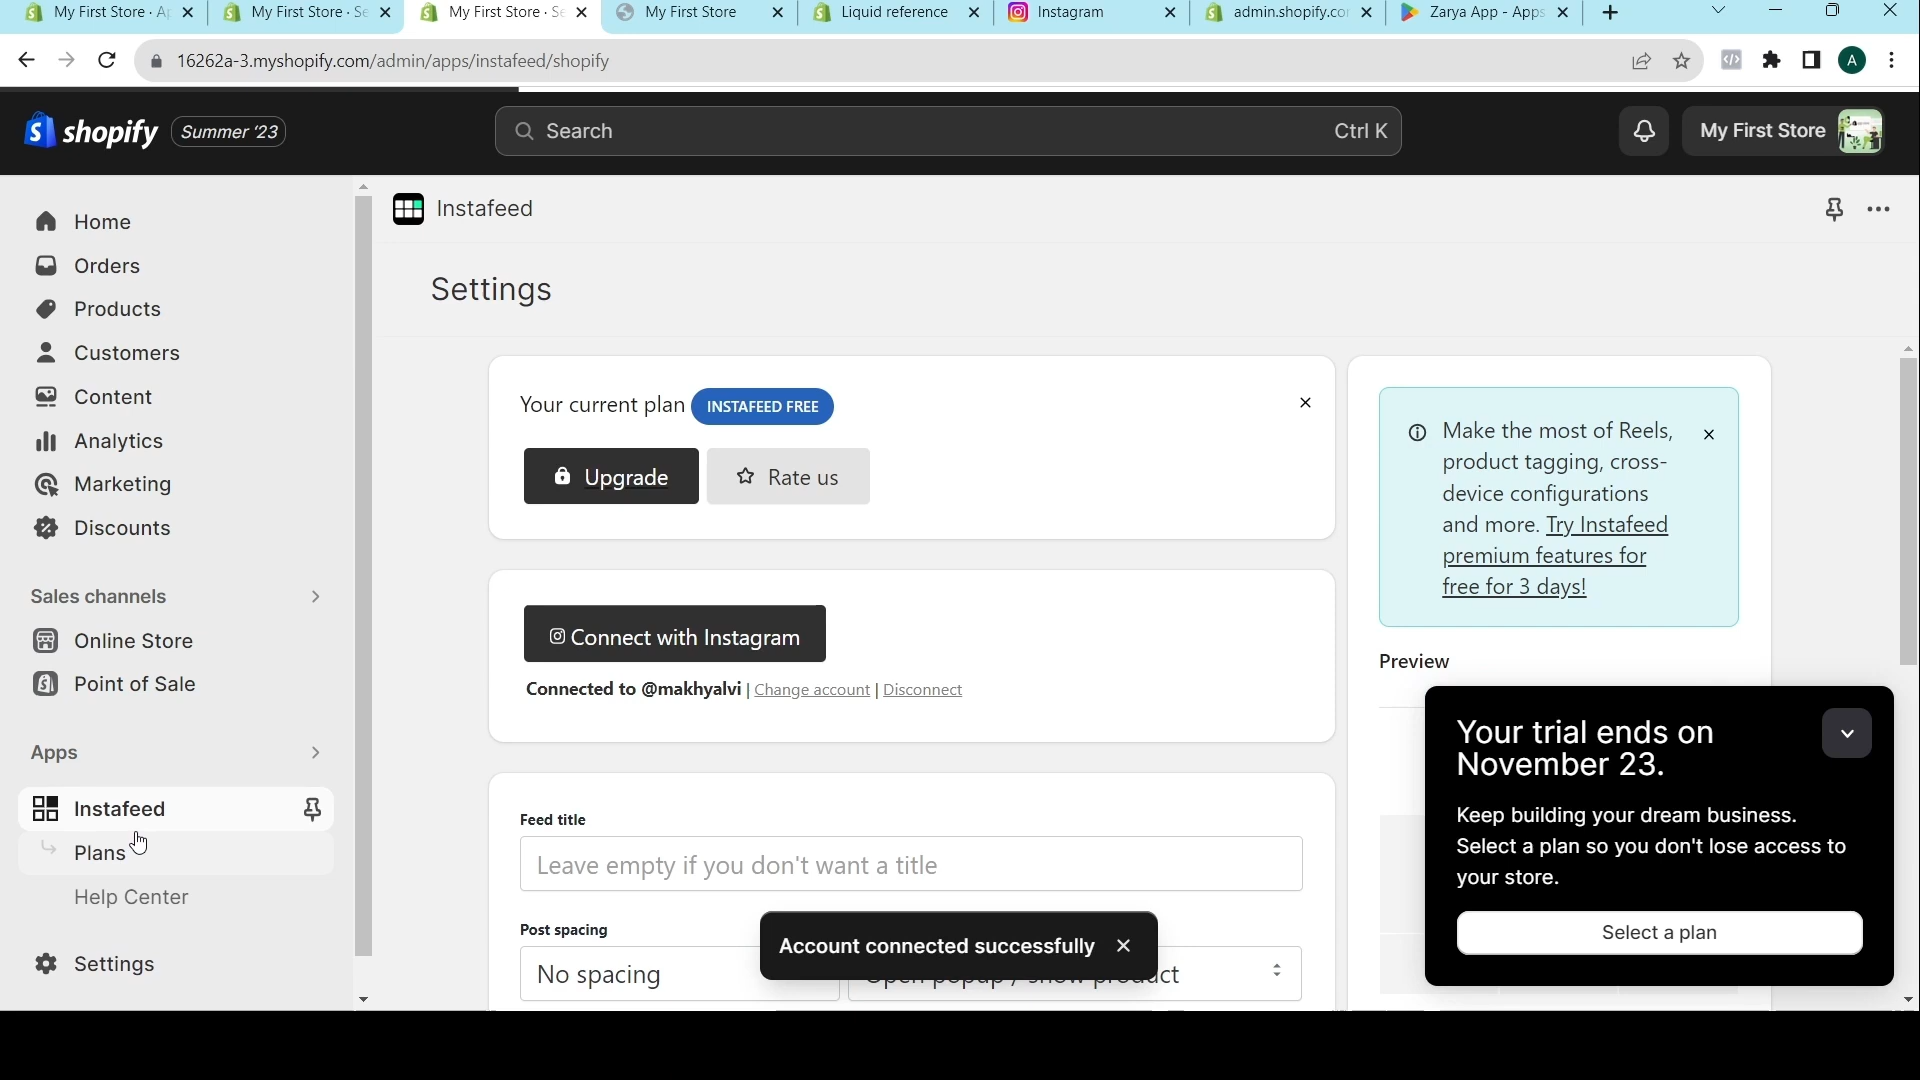 My First Store · A
My First Store · Se
My First Store · Se
My First Store
Liquid reference
Instagram
admin.shopify.co
Zarya App - Apps
16262a-3.myshopify.com/admin/apps/instafeed/shopify
A
shopify
Summer '23
Search
Ctrl K
My First Store
Home
Orders
Products
Customers
Content
Analytics
Marketing
Discounts
Sales channels
Online Store
Point of Sale
Apps
Instafeed
Plans
Help Center
Settings
Instafeed
Settings
Your current plan INSTAFEED FREE
Upgrade
Rate us
Connect with Instagram
Connected to @makhyalvi | Change account | Disconnect
Feed title
Leave empty if you don't want a title
Post spacing
No spacing
Open popup / show product
Account connected successfully
Make the most of Reels,
product tagging, cross-
device configurations
and more. Try Instafeed
premium features for
free for 3 days!
Preview
Your trial ends on
November 23.
Keep building your dream business.
Select a plan so you don't lose access to
your store.
Select a plan